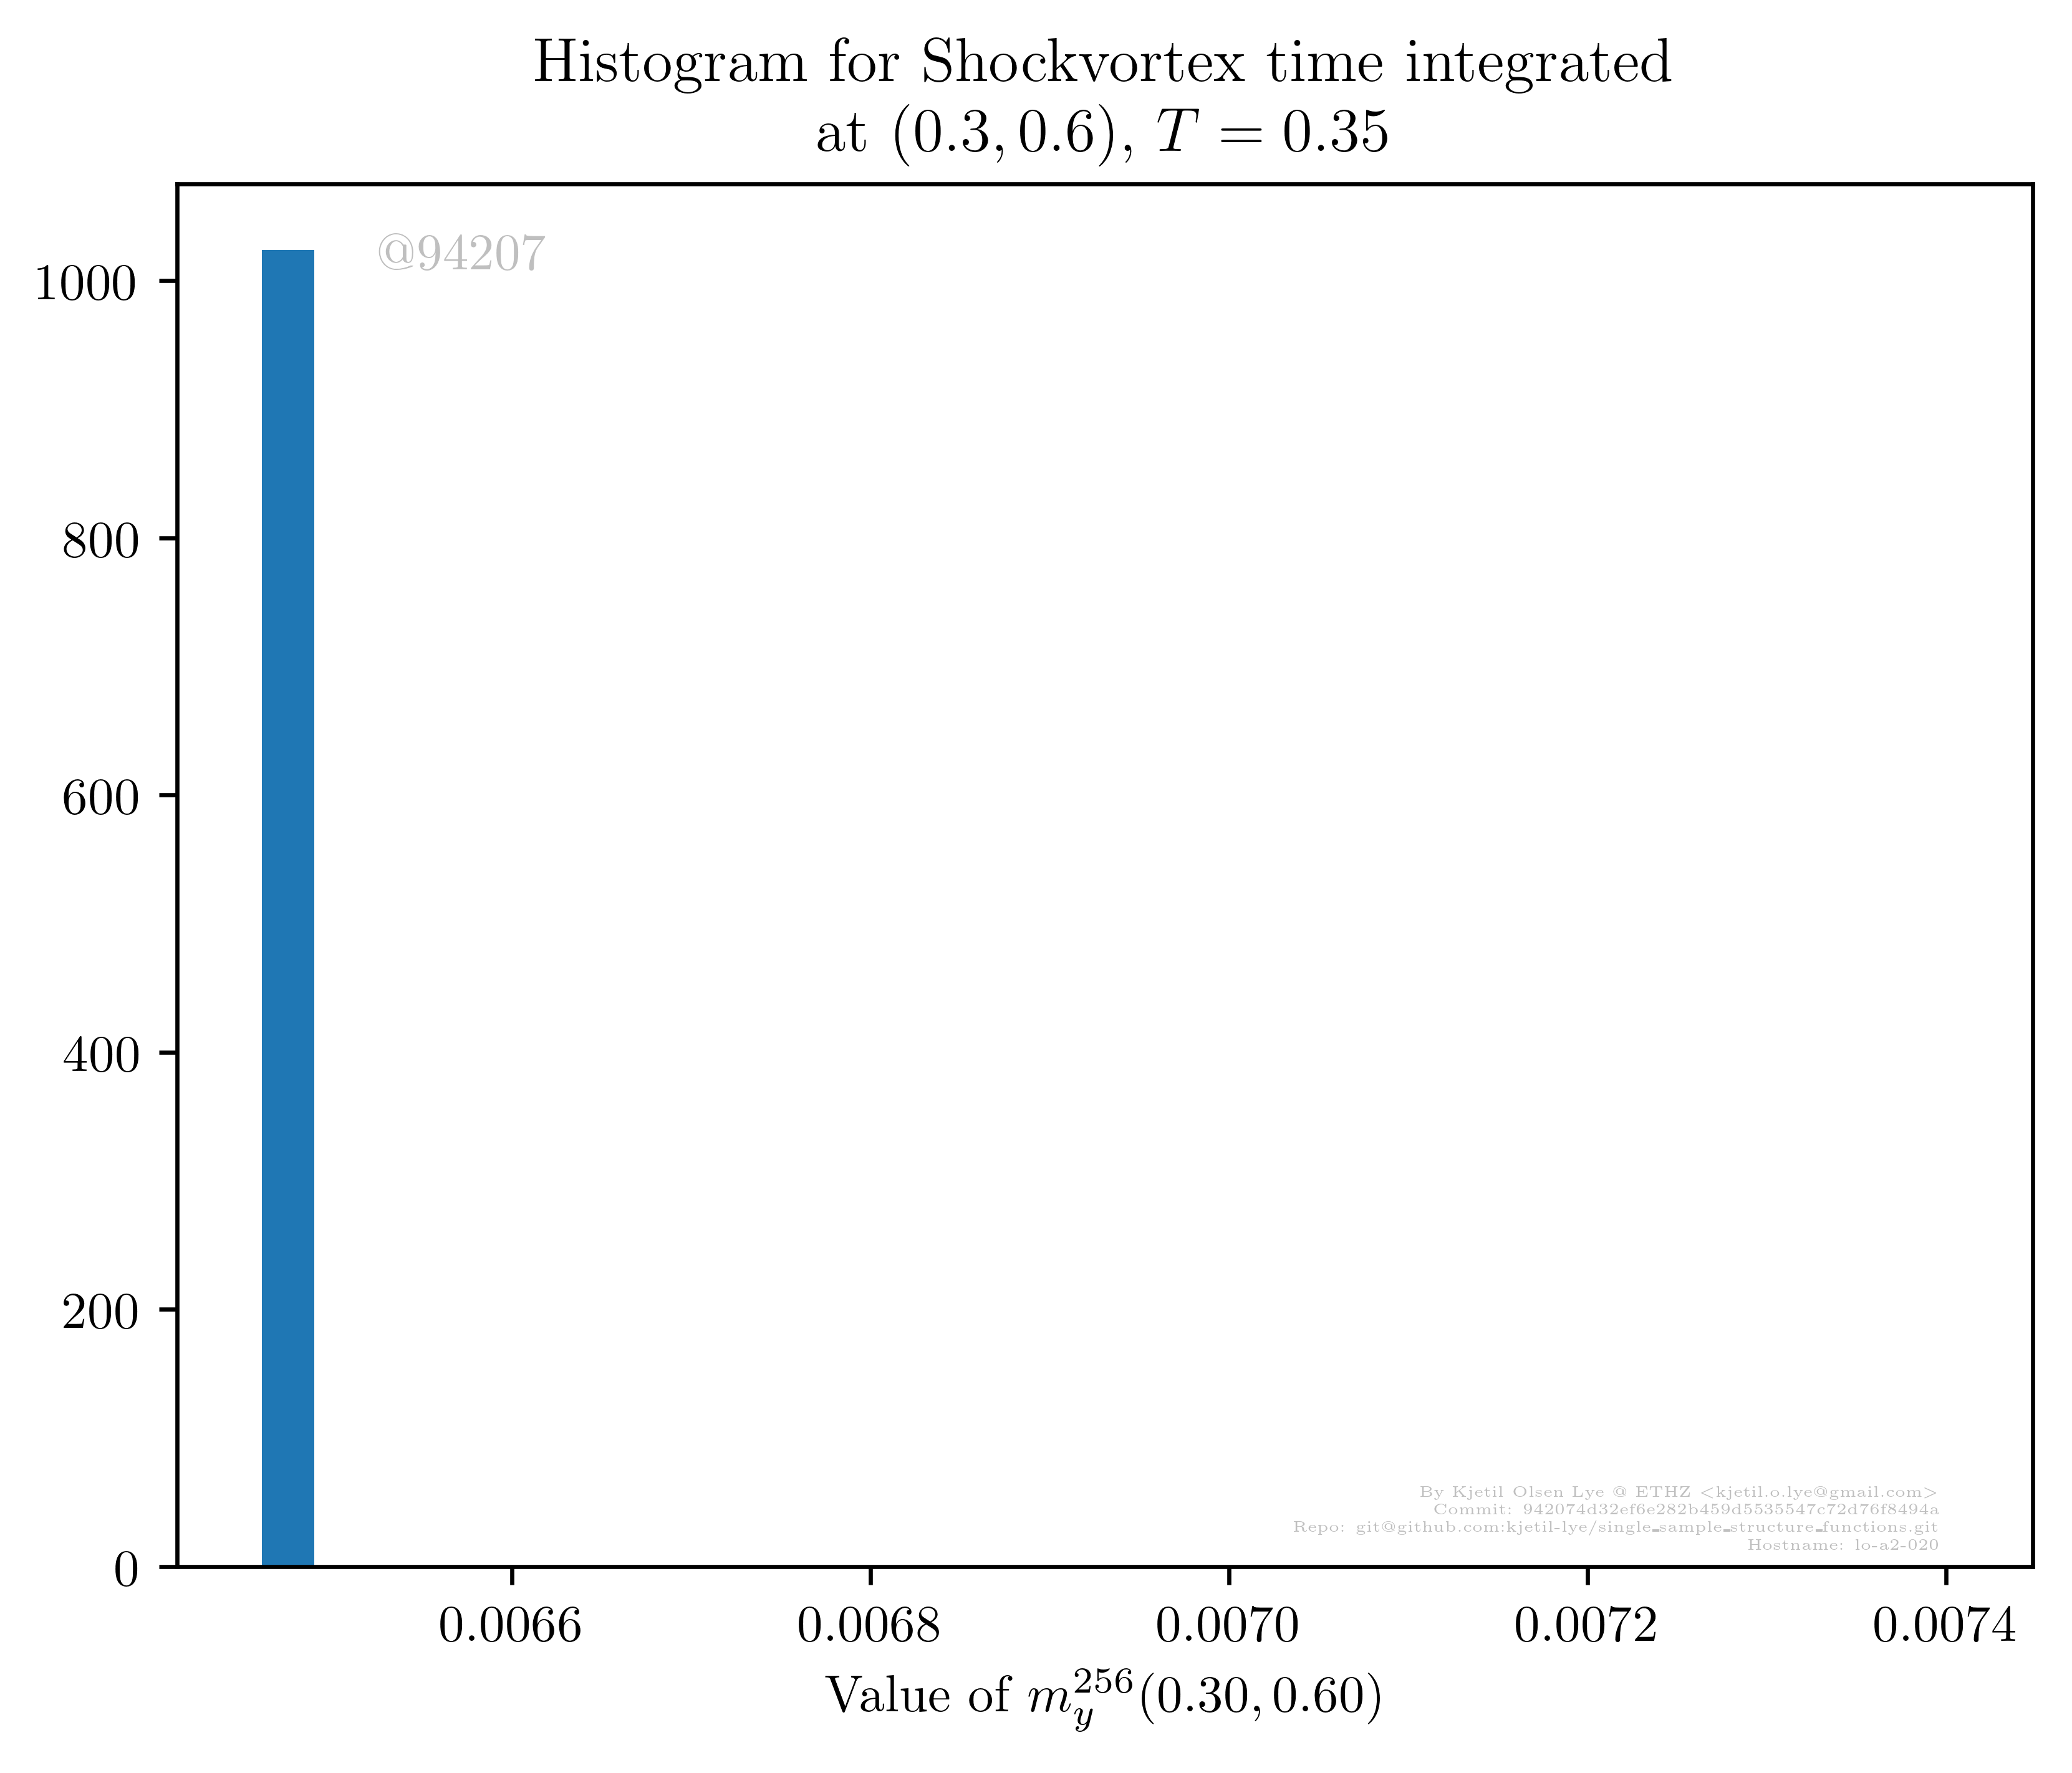 Histogram for Shockvortex time integrated
at (0.3, 0.6), T = 0.35
@94207
1000
800
600
400
200
0
By Kjetil Olsen Lye @ ETHZ <kjetil.o.lye@gmail.com>
Commit: 942074d32ef6e282b459d5535547c72d76f8494a
Repo: git@github.com:kjetil-lye/single_sample_structure_functions.git
Hostname: lo-a2-020
0.0066 0.0068 0.0070 0.0072 0.0074
Value of $m_y^{256}(0.30, 0.60)$